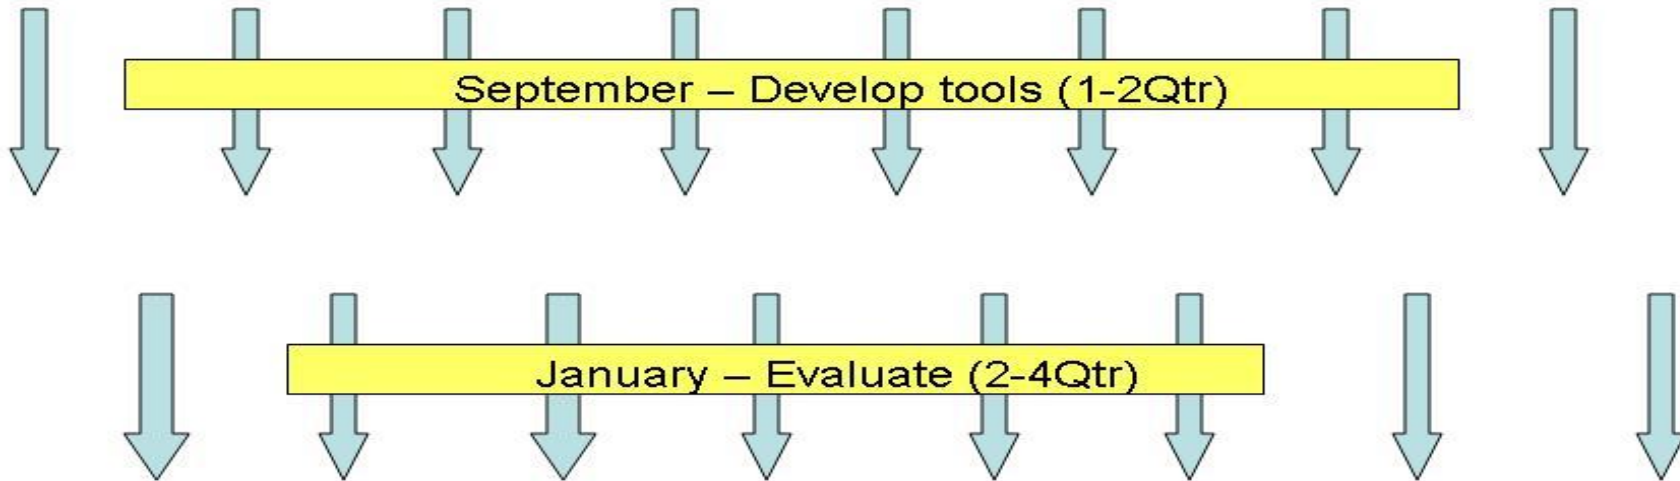 September – Develop tools (1-2Qtr)
January – Evaluate (2-4Qtr)